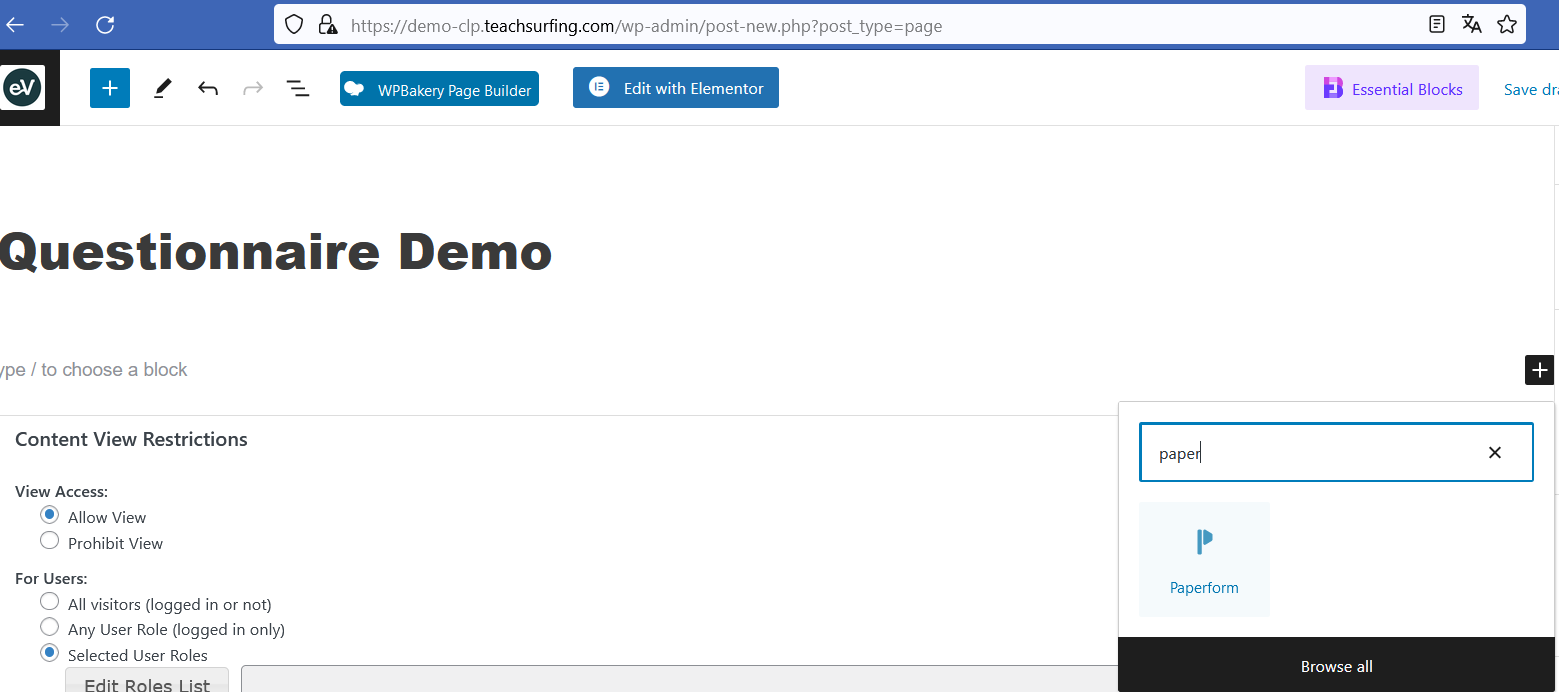 https://demo-clp.teachsurfing.com/wp-admin/post-new.php?post_type=page
eV
WPBakery Page Builder
Edit with Elementor
Essential Blocks
Save dra
Questionnaire Demo
ype / to choose a block
Content View Restrictions
paper
View Access:
Allow View
Prohibit View
Paperform
For Users:
All visitors (logged in or not)
Any User Role (logged in only)
Selected User Roles
Browse all
Edit Roles List